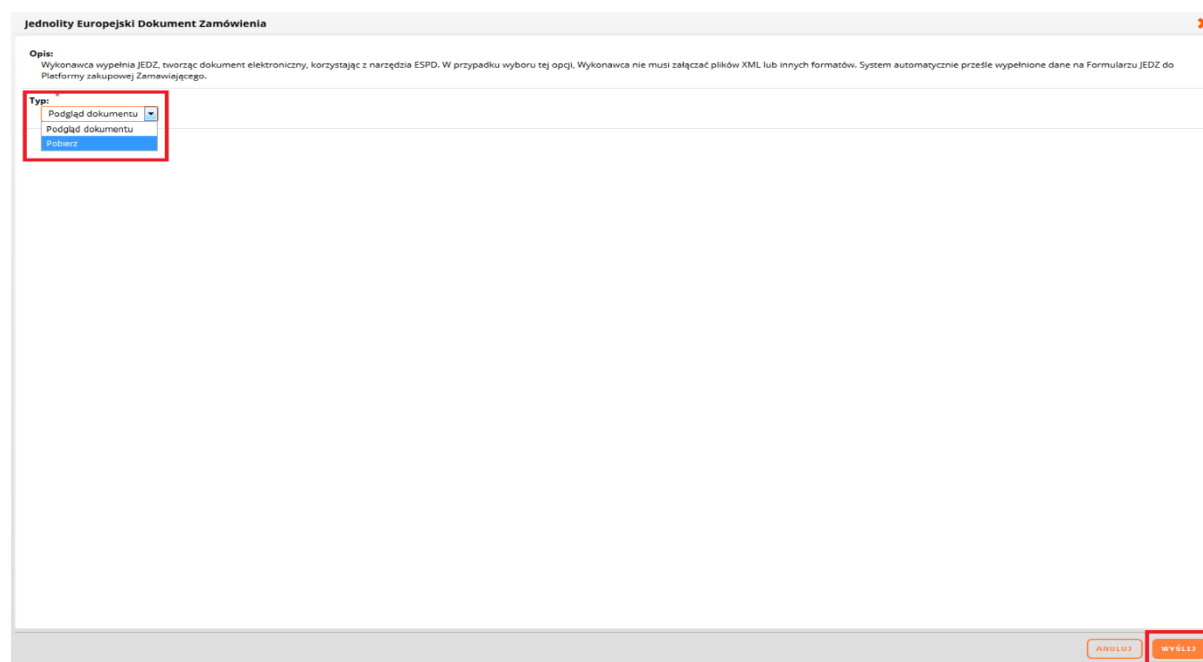 Jednolity Europejski Dokument Zamówienia
Opis:
Wykonawca wypełnia JEDZ, tworząc dokument elektroniczny, korzystając z narzędzia ESPD. W przypadku wyboru tej opcji, Wykonawca nie musi załączać plików XML lub innych formatów. System automatycznie prześle wypełnione dane na Formularzu JEDZ do
Platformy zakupowej Zamawiającego.
Typ: *
Podgląd dokumentu
Podgląd dokumentu
Pobierz
ANULUJ WYŚLIJ